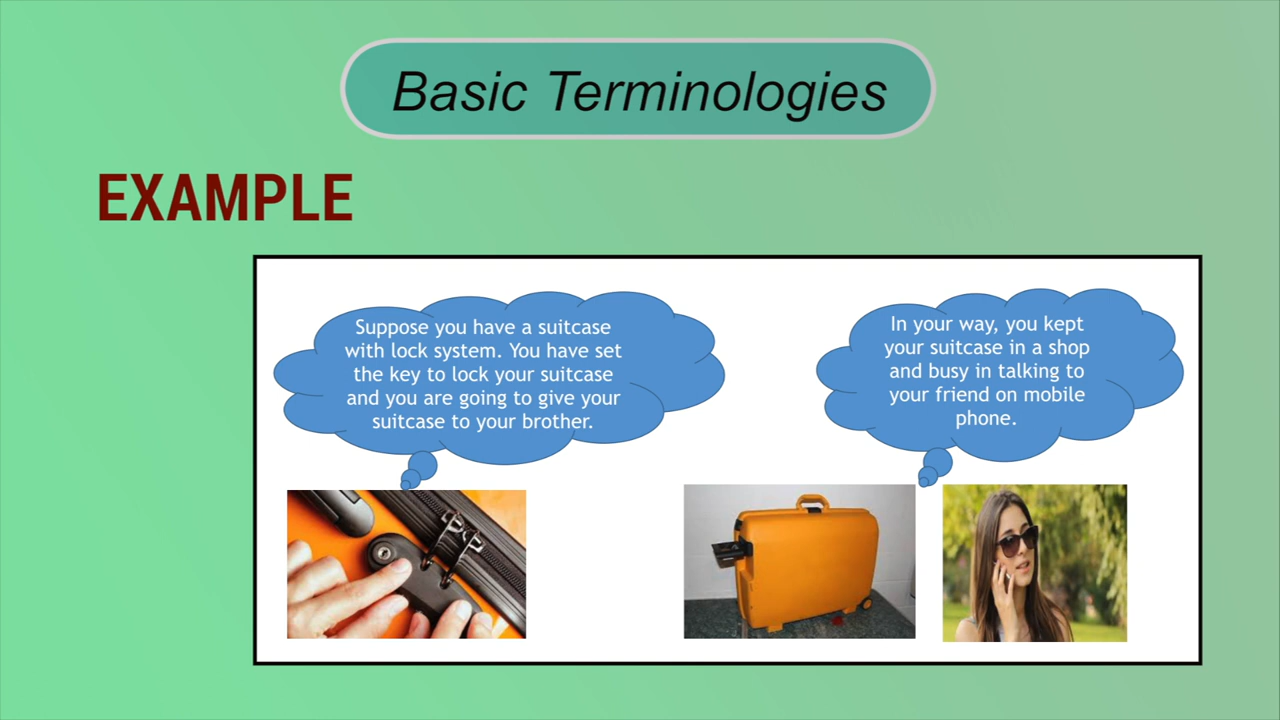 Basic Terminologies
EXAMPLE
Suppose you have a suitcase
with lock system. You have set
the key to lock your suitcase
and you are going to give your
suitcase to your brother.
In your way, you kept
your suitcase in a shop
and busy in talking to
your friend on mobile
phone.